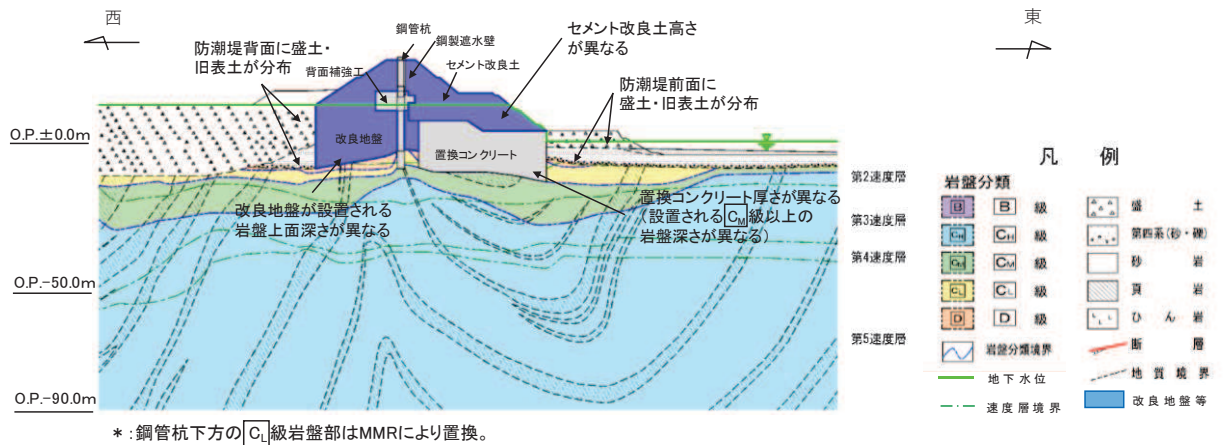 西
東
鋼管杭
鋼製遮水壁
セメント改良土
背面補強工
防潮堤背面に盛土・
旧表土が分布
セメント改良土高さ
が異なる
防潮堤前面に
盛土・旧表土が分布
O.P.±0.0m
改良地盤
置換コンクリート
改良地盤が設置される
岩盤上面深さが異なる
置換コンクリート厚さが異なる
(設置されるCM級以上の
岩盤深さが異なる)
第2速度層
第3速度層
第4速度層
第5速度層
O.P.-50.0m
O.P.-90.0m
*:鋼管杭下方のCL級岩盤部はMMRにより置換。
凡 例
岩盤分類
B B 級
CH CH 級
CM CM 級
CL CL 級
D D 級
岩盤分類境界
地下水位
速度層境界
盛 土
第四系(砂・礫)
砂 岩
頁 岩
ひ ん 岩
断 層
地 質 境 界
改良地盤等